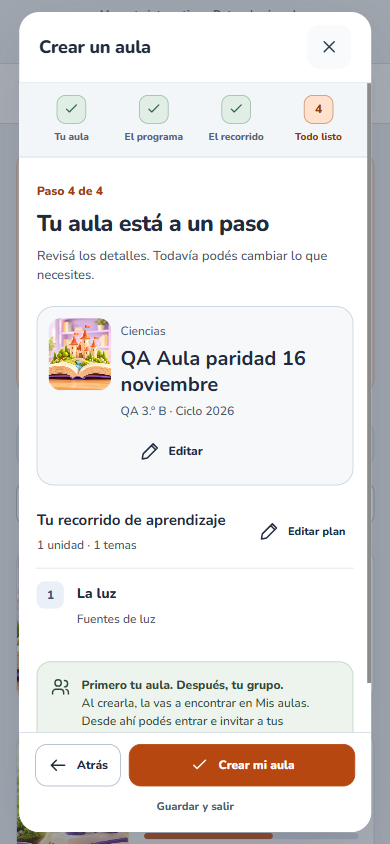 Crear un aula
4
Tu aula
El programa
El recorrido
Todo listo
Paso 4 de 4
Tu aula está a un paso
Revisá los detalles. Todavía podés cambiar lo que
necesites.
Ciencias
QA Aula paridad 16
noviembre
QA 3.º B · Ciclo 2026
Editar
Tu recorrido de aprendizaje
1 unidad · 1 temas
Editar plan
1
La luz
Fuentes de luz
Primero tu aula. Después, tu grupo.
Al crearla, la vas a encontrar en Mis aulas.
Desde ahí podés entrar e invitar a tus
Atrás
Crear mi aula
Guardar y salir